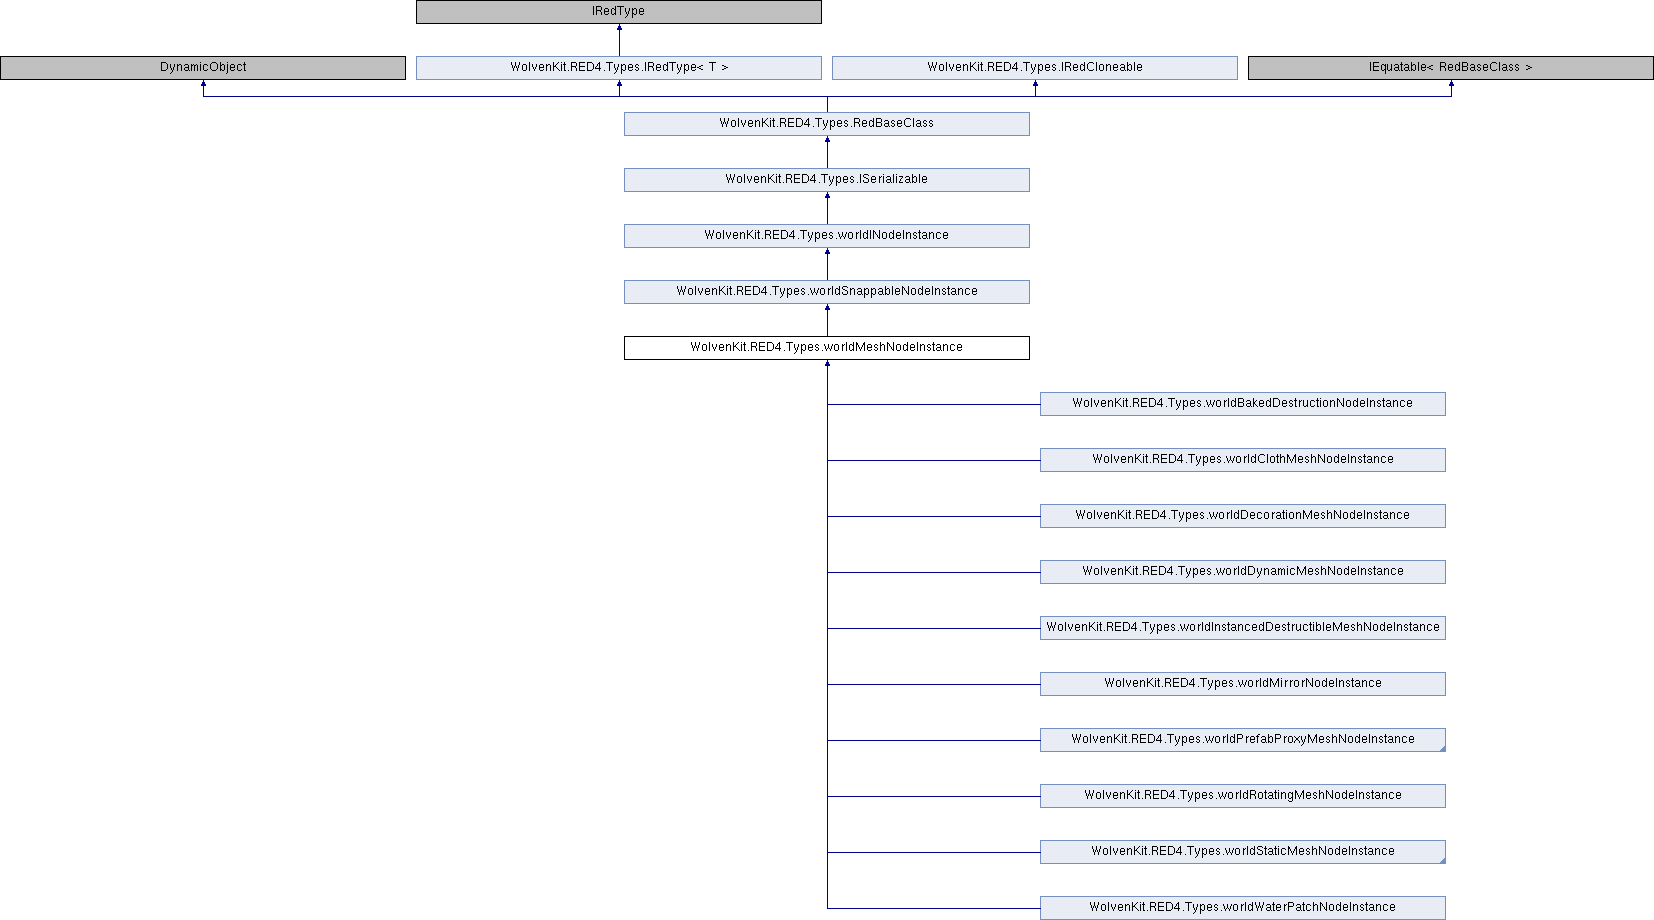 IRedType
DynamicObject
WolvenKit.RED4.Types.IRedType< T >
WolvenKit.RED4.Types.IRedCloneable
IEquatable< RedBaseClass >
WolvenKit.RED4.Types.RedBaseClass
WolvenKit.RED4.Types.ISerializable
WolvenKit.RED4.Types.worldINodeInstance
WolvenKit.RED4.Types.worldSnappableNodeInstance
WolvenKit.RED4.Types.worldMeshNodeInstance
WolvenKit.RED4.Types.worldBakedDestructionNodeInstance
WolvenKit.RED4.Types.worldClothMeshNodeInstance
WolvenKit.RED4.Types.worldDecorationMeshNodeInstance
WolvenKit.RED4.Types.worldDynamicMeshNodeInstance
WolvenKit.RED4.Types.worldInstancedDestructibleMeshNodeInstance
WolvenKit.RED4.Types.worldMirrorNodeInstance
WolvenKit.RED4.Types.worldPrefabProxyMeshNodeInstance
WolvenKit.RED4.Types.worldRotatingMeshNodeInstance
WolvenKit.RED4.Types.worldStaticMeshNodeInstance
WolvenKit.RED4.Types.worldWaterPatchNodeInstance